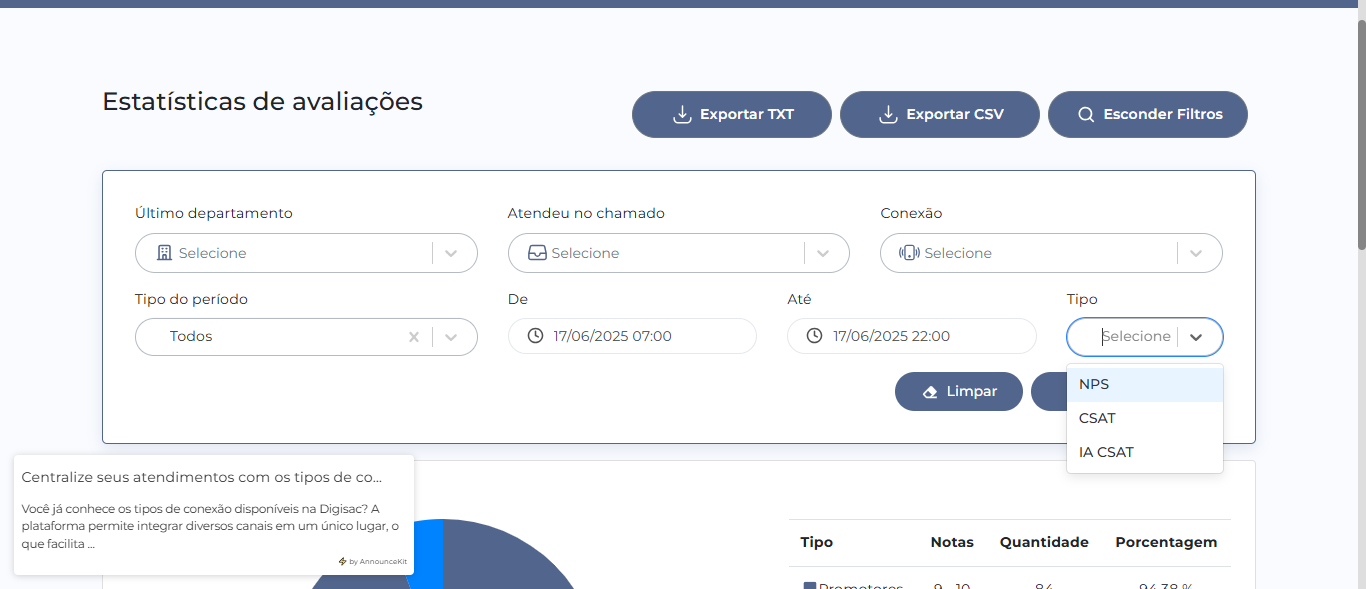 Estatísticas de avaliações
Exportar TXT
Exportar CSV
Esconder Filtros
Último departamento
Atendeu no chamado
Conexão
Selecione
Selecione
Selecione
Tipo do período
De
Até
Tipo
Todos
17/06/2025 07:00
17/06/2025 22:00
Selecione
Limpar
NPS
CSAT
IA CSAT
Centralize seus atendimentos com os tipos de co...
Você já conhece os tipos de conexão disponíveis na Digisac? A
plataforma permite integrar diversos canais em um único lugar, o
que facilita ...
by AnnounceKit
Tipo Notas Quantidade Porcentagem
Promotores 9 - 10 84 94.38 %